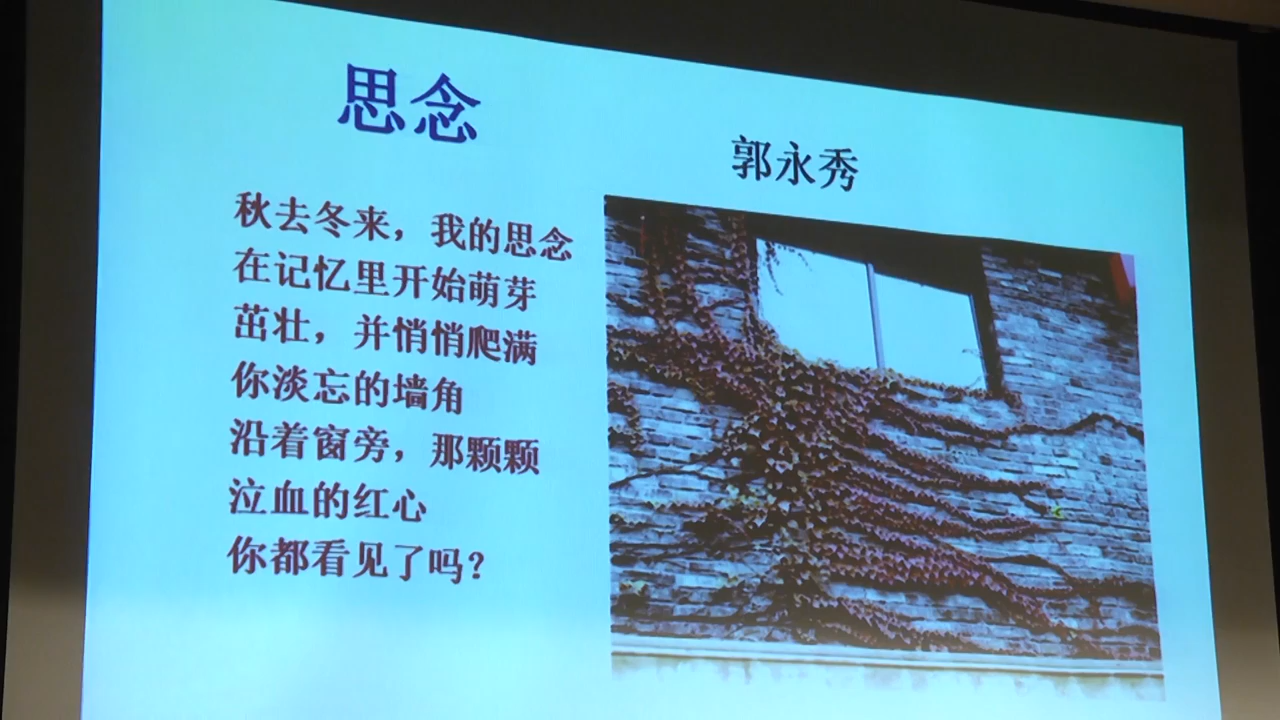 思念
郭永秀
秋去冬来，我的思念
在记忆里开始萌芽
茁壮，并悄悄爬满
你淡忘的墙角
沿着窗旁，那颗颗
泣血的红心
你都看见了吗？